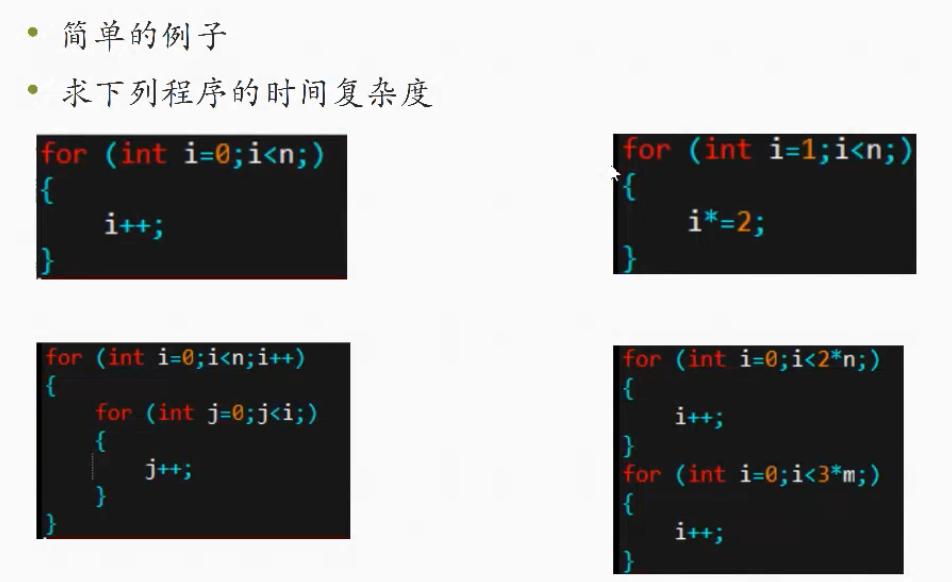 简单的例子
求下列程序的时间复杂度
for (int i=0;i<n;)
{
i++;
}
for (int i=1;i<n;)
{
i*=2;
}
for (int i=0;i<n;i++)
{
for (int j=0;j<i;)
{
j++;
}
}
for (int i=0;i<2*n;)
{
i++;
}
for (int i=0;i<3*m;)
{
i++;
}